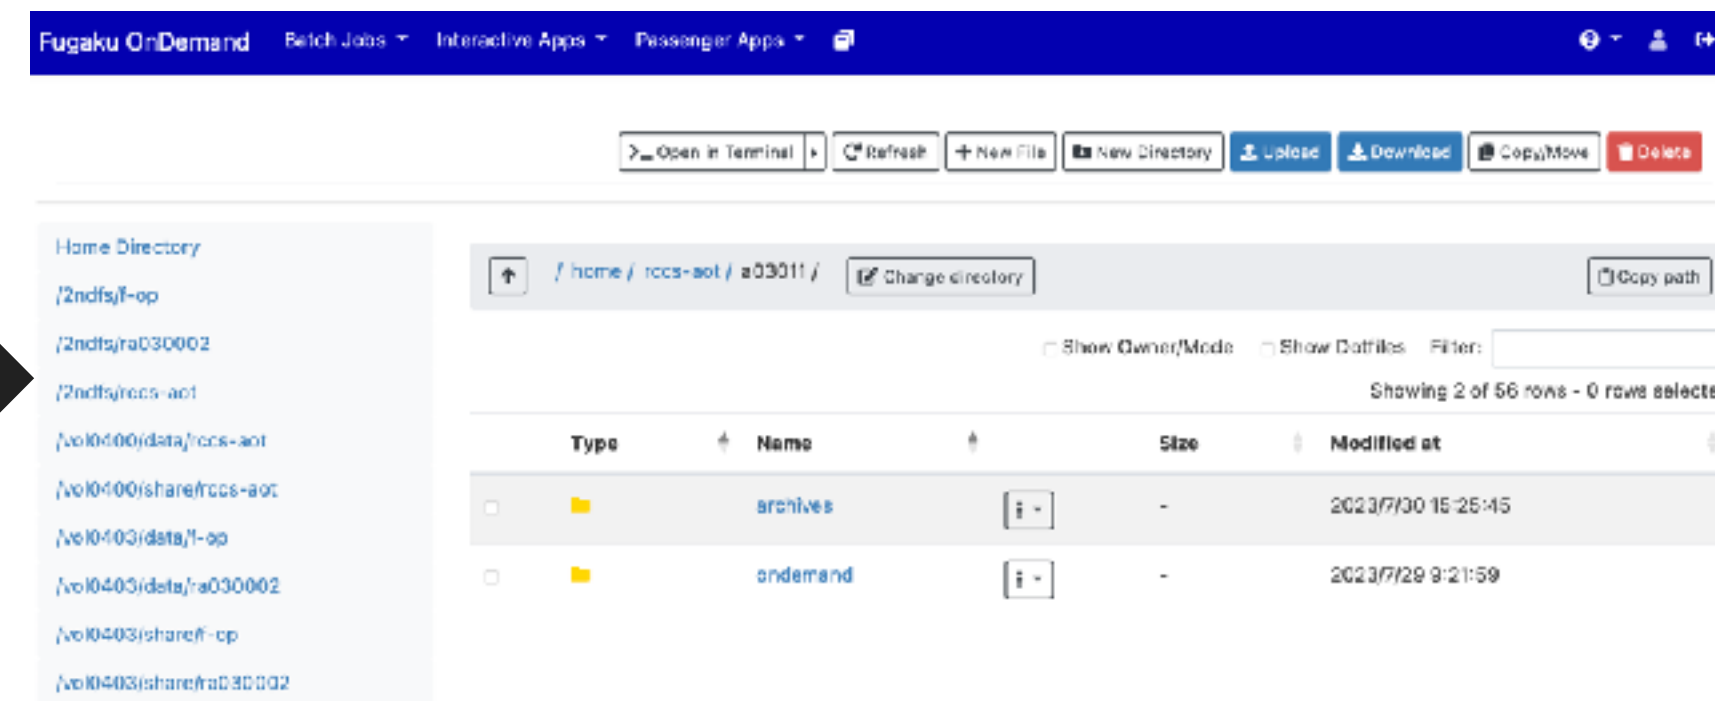 Fugaku OnDemand Batch Jobs Interactive Apps Passenger Apps
>_ Open in Terminal Refresh + New File New Directory Upload Download Copy/Move Delete
Home Directory
/2ndfs/f-op
/2ndfs/ra030002
/2ndfs/rccs-aot
/vol0400/data/rccs-aot
/vol0400/share/rccs-aot
/vol0403/data/f-op
/vol0403/data/ra030002
/vol0403/share/f-op
/vol0403/share/ra030002
/ home / rccs-aot / a03011 / Change directory Copy path
Show Owner/Mode Show Dotfiles Filter:
Showing 2 of 56 rows - 0 rows selecte
Type Name Size Modified at
archives - 2023/7/30 15:25:45
ondemand - 2023/7/29 9:21:59